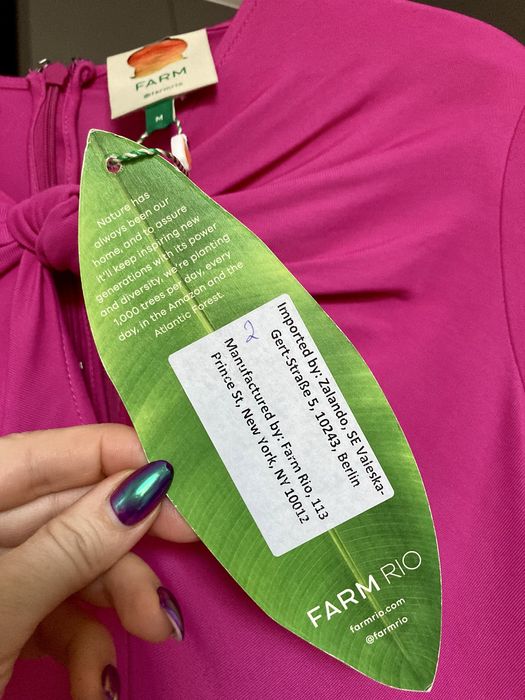 FARM
@farmrio
M
Nature has
always been our
home, and to assure
it'll keep inspiring new
generations with its power
and diversity, we're planting
1,000 trees per day, every
day, in the Amazon and the
Atlantic Forest.
2
Imported by: Zalando, SE Valeska-
Gert-Straße 5, 10243, Berlin
Manufactured by: Farm Rio, 113
Prince St, New York, NY 10012
FARM RIO
farmrio.com
@farmrio